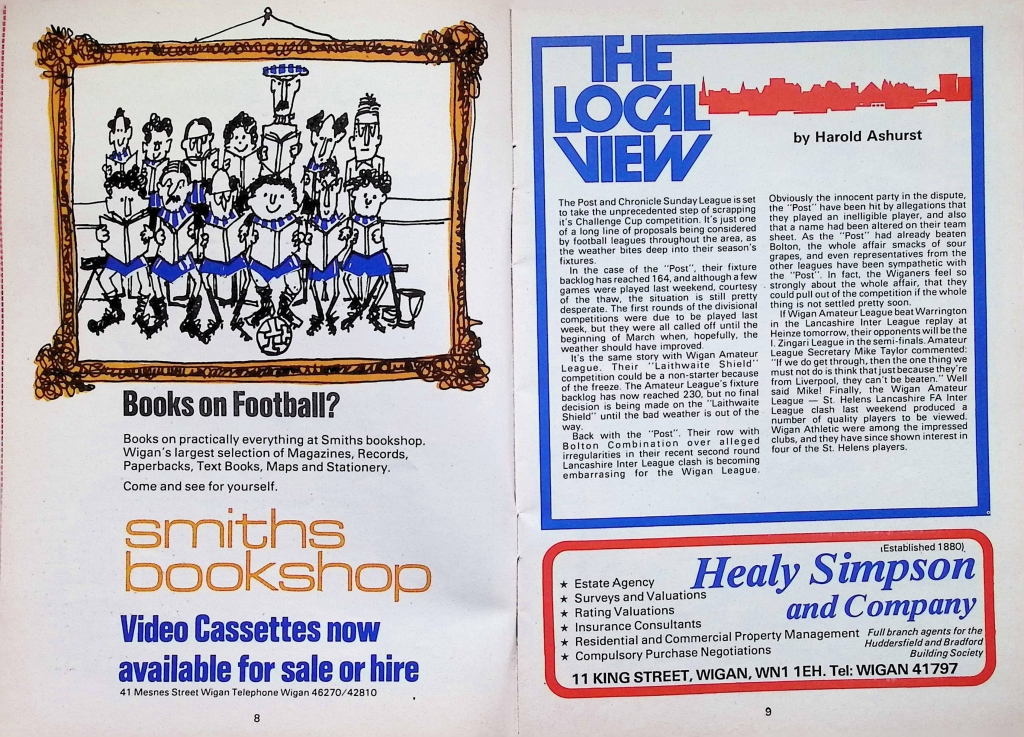 Books on Football?
Books on practically everything at Smiths bookshop.
Wigan's largest selection of Magazines, Records,
Paperbacks, Text Books, Maps and Stationery.
Come and see for yourself.
smiths
bookshop
Video Cassettes now
available for sale or hire
41 Mesnes Street Wigan Telephone Wigan 46270/42810
8
THE
LOCAL
VIEW
by Harold Ashurst
The Post and Chronicle Sunday League is set
to take the unprecedented step of scrapping
it's Challenge Cup competition. It's just one
of a long line of proposals being considered
by football leagues throughout the area, as
the weather bites deep into their season's
fixtures.
In the case of the "Post", their fixture
backlog has reached 164, and although a few
games were played last weekend, courtesy
of the thaw, the situation is still pretty
desperate. The first rounds of the divisional
competitions were due to be played last
week, but they were all called off until the
beginning of March when, hopefully, the
weather should have improved.
It's the same story with Wigan Amateur
League. Their "Laithwaite Shield"
competition could be a non-starter because
of the freeze. The Amateur League's fixture
backlog has now reached 230, but no final
decision is being made on the "Laithwaite
Shield" until the bad weather is out of the
way.
Back with the "Post". Their row with
Bolton Combination over alleged
irregularities in their recent second round
Lancashire Inter League clash is becoming
embarrasing for the Wigan League.
Obviously the innocent party in the dispute,
the "Post" have been hit by allegations that
they played an ineligible player, and also
that a name had been altered on their team
sheet. As the "Post" had already beaten
Bolton, the whole affair smacks of sour
grapes, and even representatives from the
other leagues have been sympathetic with
the "Post". In fact, the Wiganers feel so
strongly about the whole affair, that they
could pull out of the competition if the whole
thing is not settled pretty soon.
If Wigan Amateur League beat Warrington
in the Lancashire Inter League replay at
Heinze tomorrow, their opponents will be the
I. Zingari League in the semi-finals. Amateur
League Secretary Mike Taylor commented:
"If we do get through, then the one thing we
must not do is think that just because they're
from Liverpool, they can't be beaten." Well
said Mike! Finally, the Wigan Amateur
League — St. Helens Lancashire FA Inter
League clash last weekend produced a
number of quality players to be viewed.
Wigan Athletic were among the impressed
clubs, and they have since shown interest in
four of the St. Helens players.
(Established 1880)
Healy Simpson
and Company
★ Estate Agency
★ Surveys and Valuations
★ Rating Valuations
★ Insurance Consultants
★ Residential and Commercial Property Management
★ Compulsory Purchase Negotiations
Full branch agents for the
Huddersfield and Bradford
Building Society
11 KING STREET, WIGAN, WN1 1EH. Tel: WIGAN 41797
9